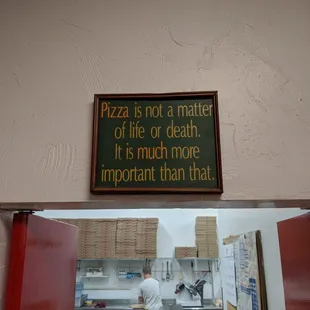 Pizza is not a matter
of life or death.
It is much more
important than that.